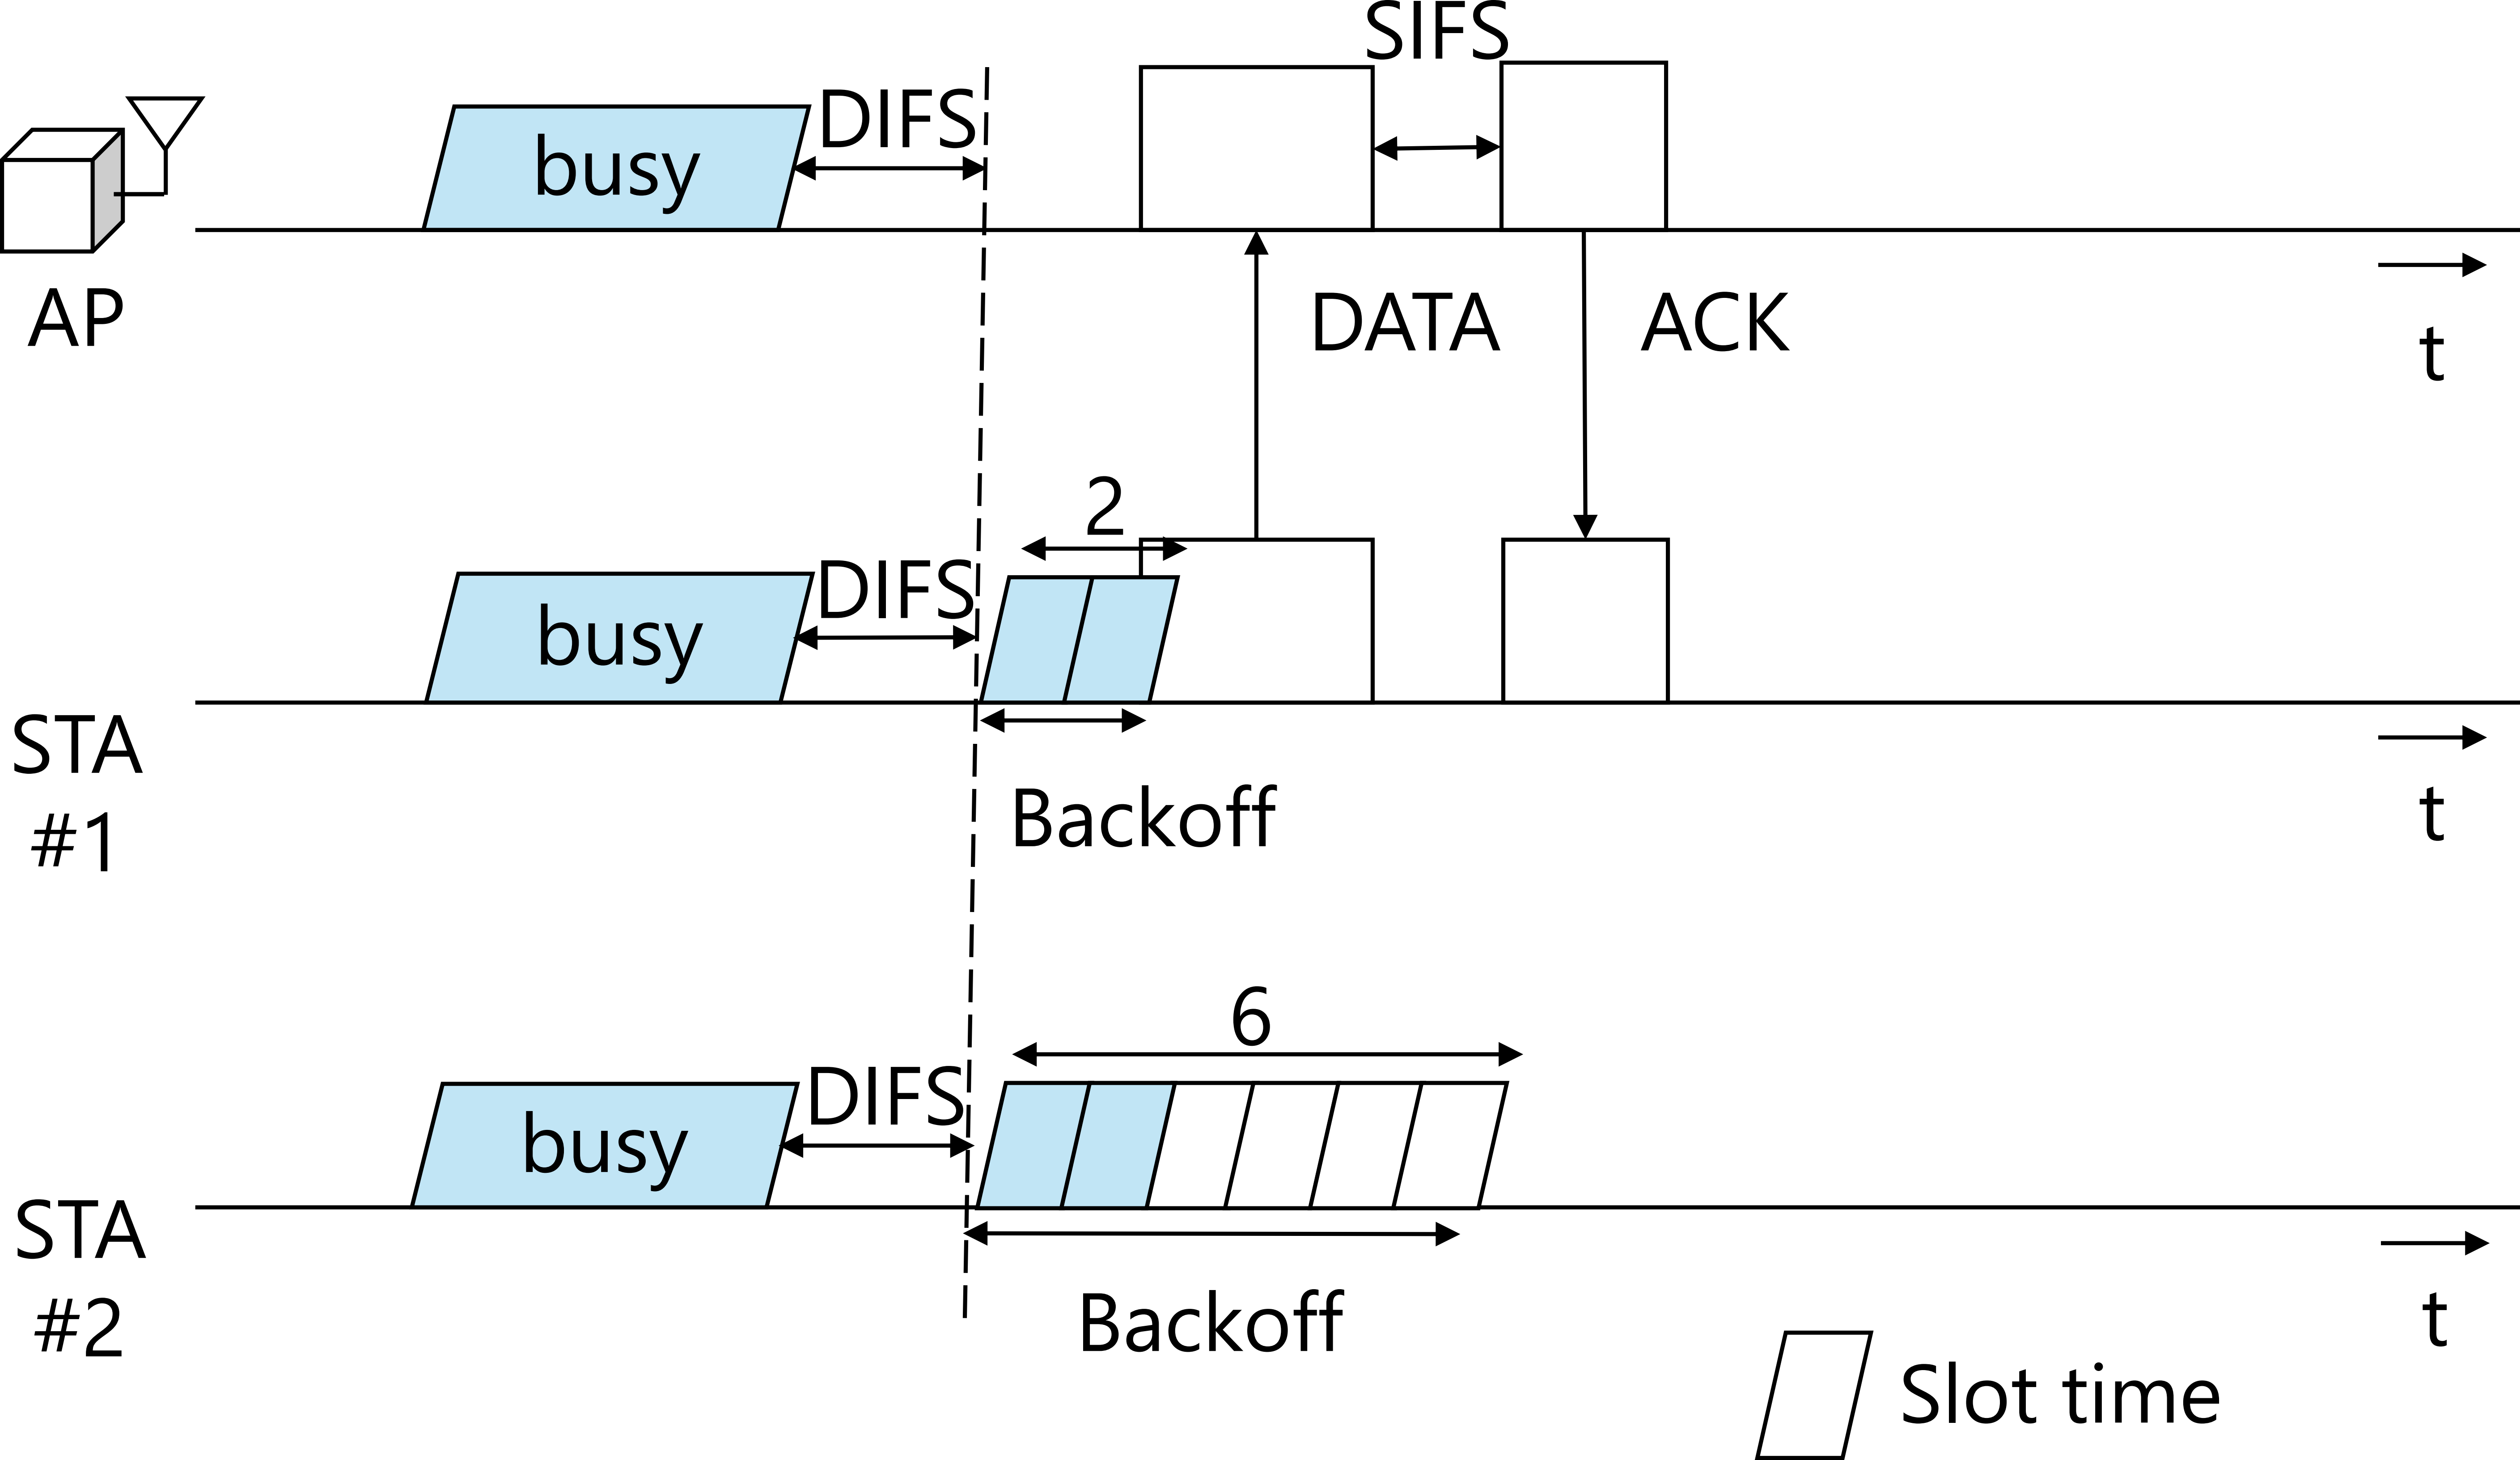 SIFS
DIFS
busy
AP
DATA
ACK
t
2
DIFS
busy
STA
#1
Backoff
t
6
DIFS
busy
STA
#2
Backoff
t
Slot time